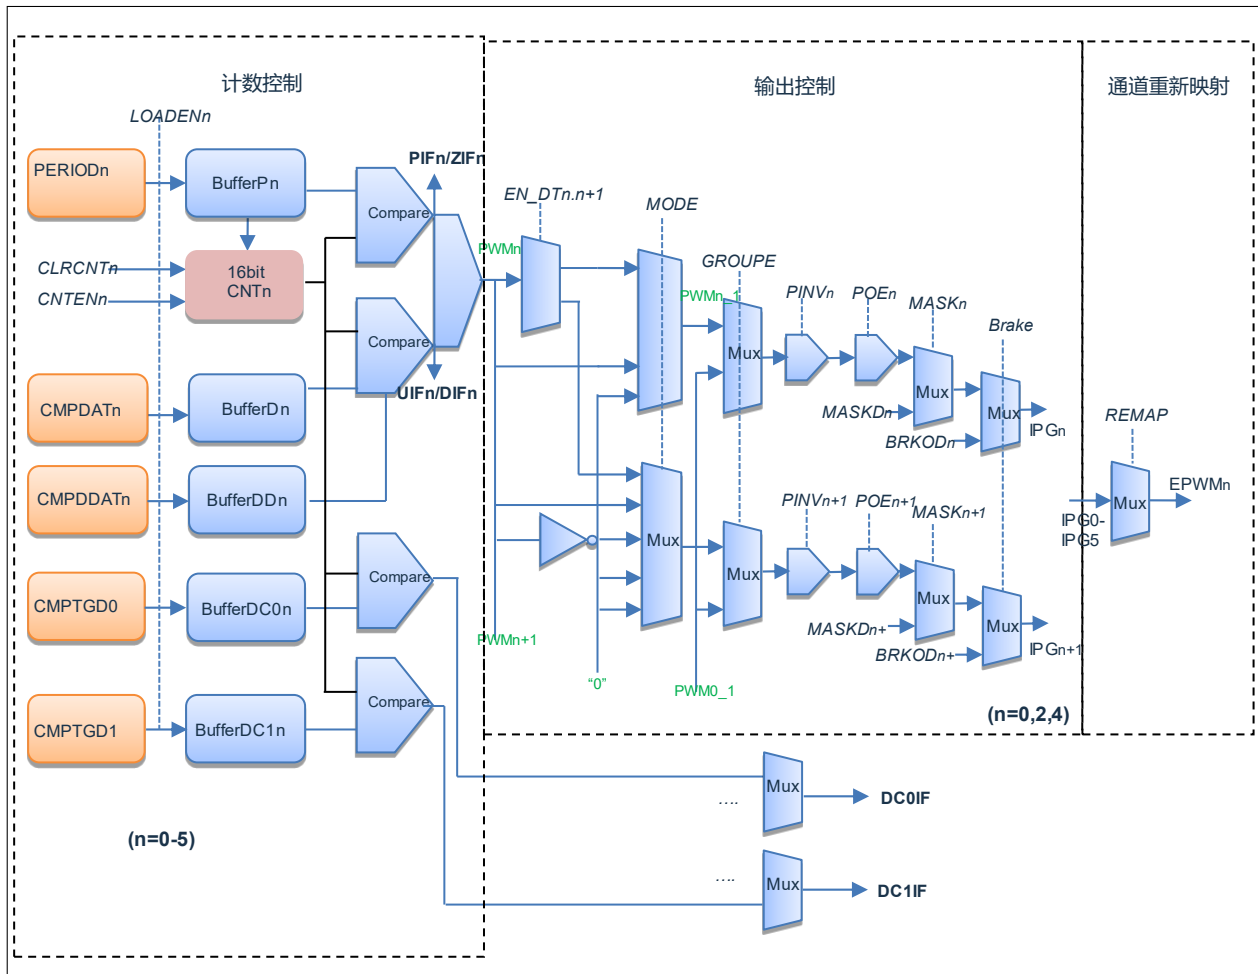 计数控制
输出控制
通道重新映射
LOADENn
PERIODn
BufferPn
Compare
PIFn/ZIFn
CLRCNTn
CNTENn
16bit
CNTn
Compare
UIFn/DIFn
CMPDATn
BufferDn
CMPDDATn
BufferDDn
CMPTGD0
BufferDC0n
Compare
CMPTGD1
BufferDC1n
Compare
(n=0-5)
PWMn
EN_DTn.n+1
MODE
GROUPE
PWMn_1
Mux
PINVn
POEn
MASKn
Brake
Mux
MASKDn
Mux
BRKODn
IPGn
Mux
Mux
PINVn+1
POEn+1
MASKn+1
Mux
MASKDn+
Mux
BRKODn+
IPGn+1
PWMn+1
“0”
PWM0_1
(n=0,2,4)
REMAP
Mux
EPWMn
IPG0-
IPG5
Mux
....
DC0IF
....
Mux
DC1IF